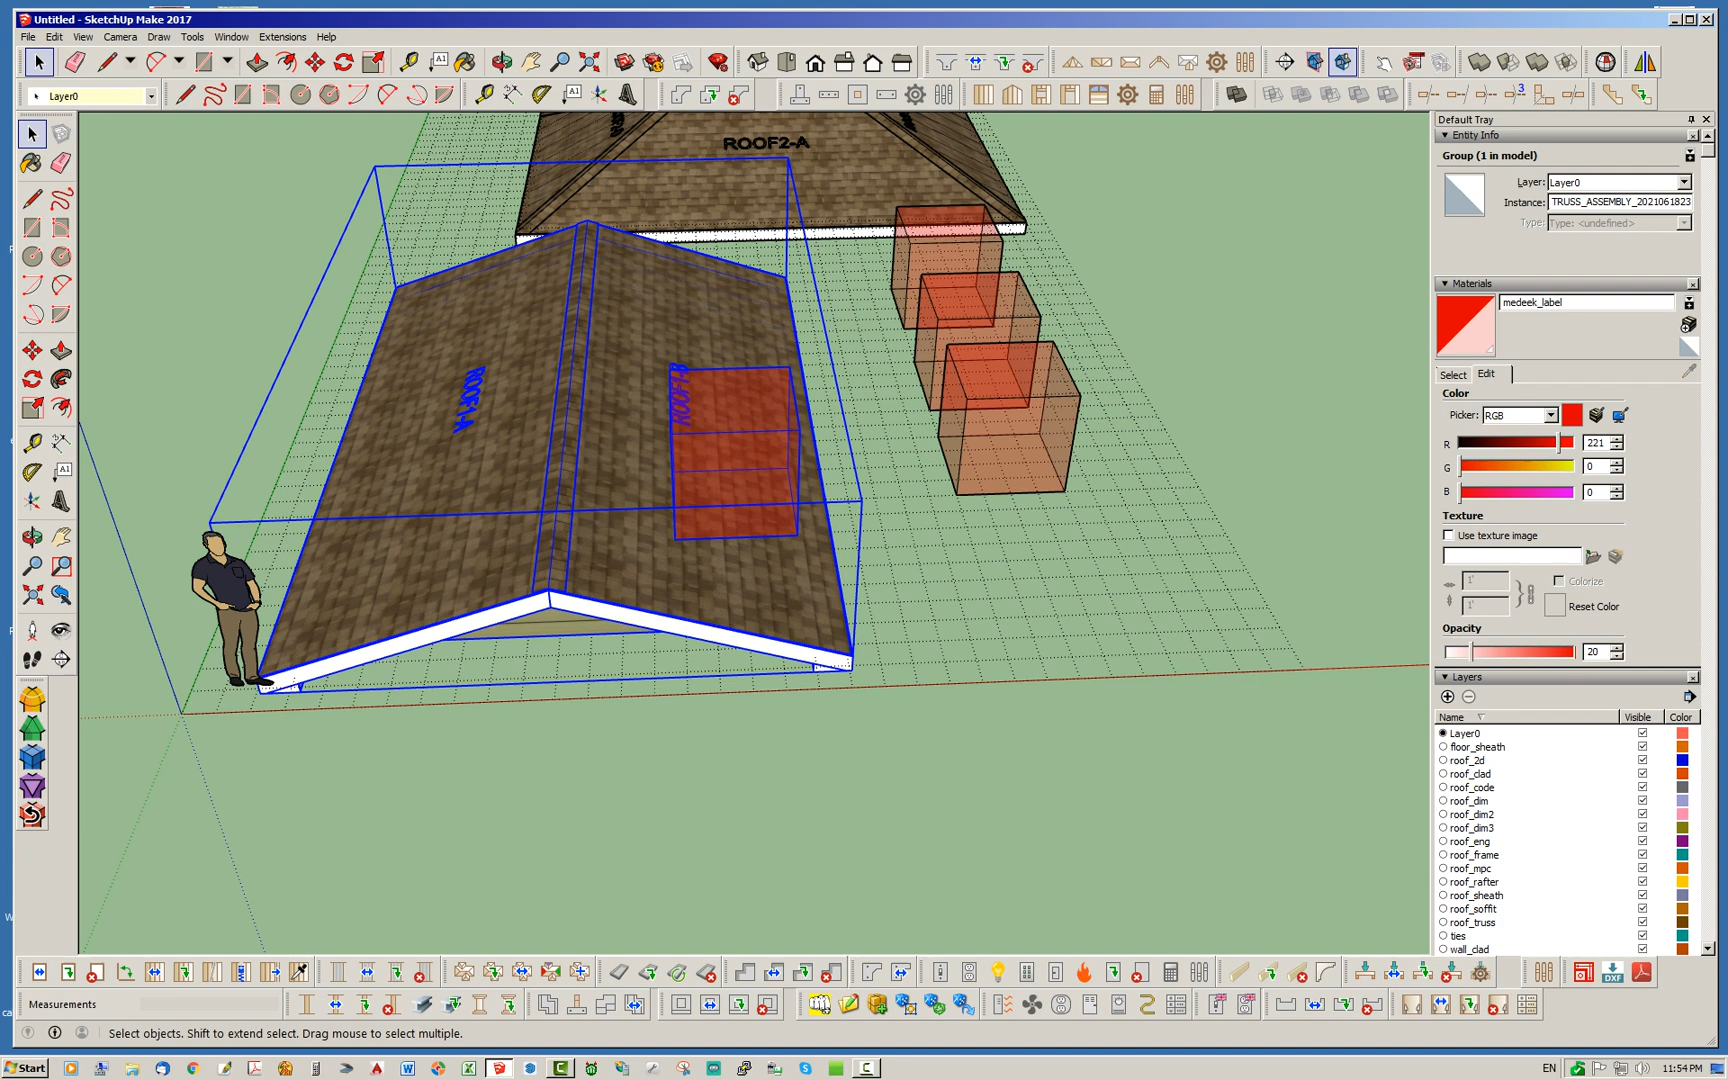 Untitled - SketchUp Make 2017
File Edit View Camera Draw Tools Window Extensions Help
Layer0
Default Tray
Entity Info
Group (1 in model)
Layer: Layer0
Instance: TRUSS_ASSEMBLY_2021061823
Type: Type: <undefined>
Materials
medeek_label
Select Edit
Color
Picker: RGB
R 221
G 0
B 0
Texture
Use texture image
1'
Colorize
1'
Reset Color
Opacity
20
Layers
Name Visible Color
Layer0
floor_sheath
roof_2d
roof_clad
roof_code
roof_dim
roof_dim2
roof_dim3
roof_eng
roof_frame
roof_mpc
roof_rafter
roof_sheath
roof_soffit
roof_truss
ties
wall_clad
ROOF2-A
ROOF1-A
ROOF1-B
Measurements
Select objects. Shift to extend select. Drag mouse to select multiple.
Start
EN
11:54 PM